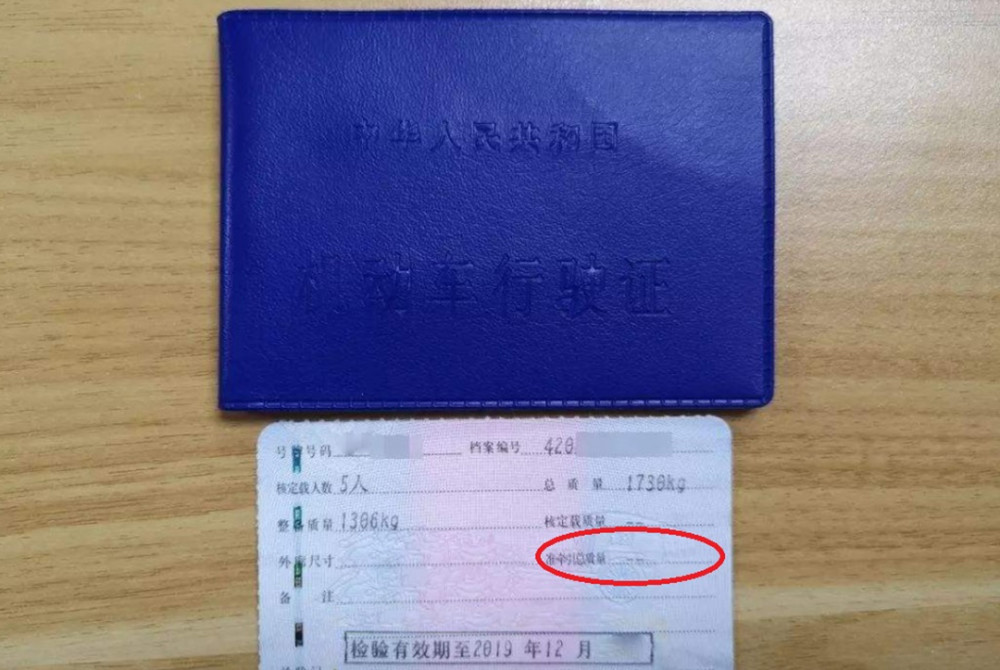 中华人民共和国
机动车行驶证
号牌号码 档案编号 420
核定载人数 5人 总质量 1730kg
整备质量 1306kg 核定载质量 --
外廓尺寸 准牵引总质量 --
备注
检验有效期至2019年12月